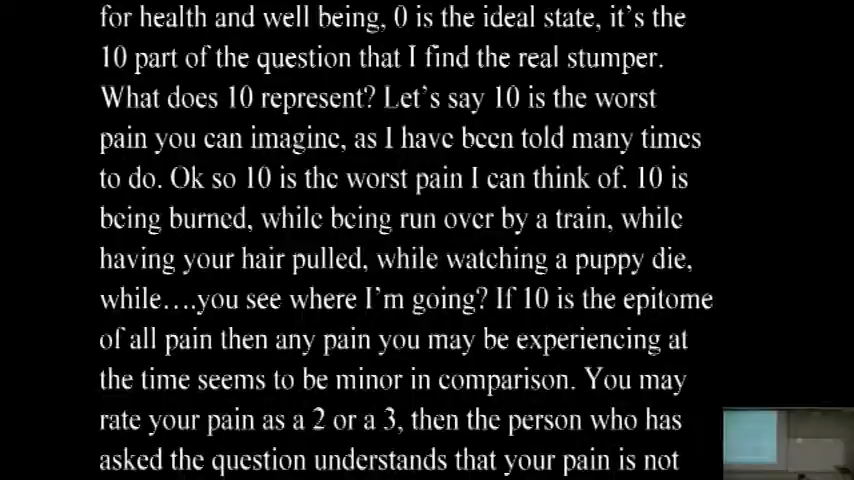 for health and well being, 0 is the ideal state, it’s the
10 part of the question that I find the real stumper.
What does 10 represent? Let’s say 10 is the worst
pain you can imagine, as I have been told many times
to do. Ok so 10 is the worst pain I can think of. 10 is
being burned, while being run over by a train, while
having your hair pulled, while watching a puppy die,
while….you see where I’m going? If 10 is the epitome
of all pain then any pain you may be experiencing at
the time seems to be minor in comparison. You may
rate your pain as a 2 or a 3, then the person who has
asked the question understands that your pain is not